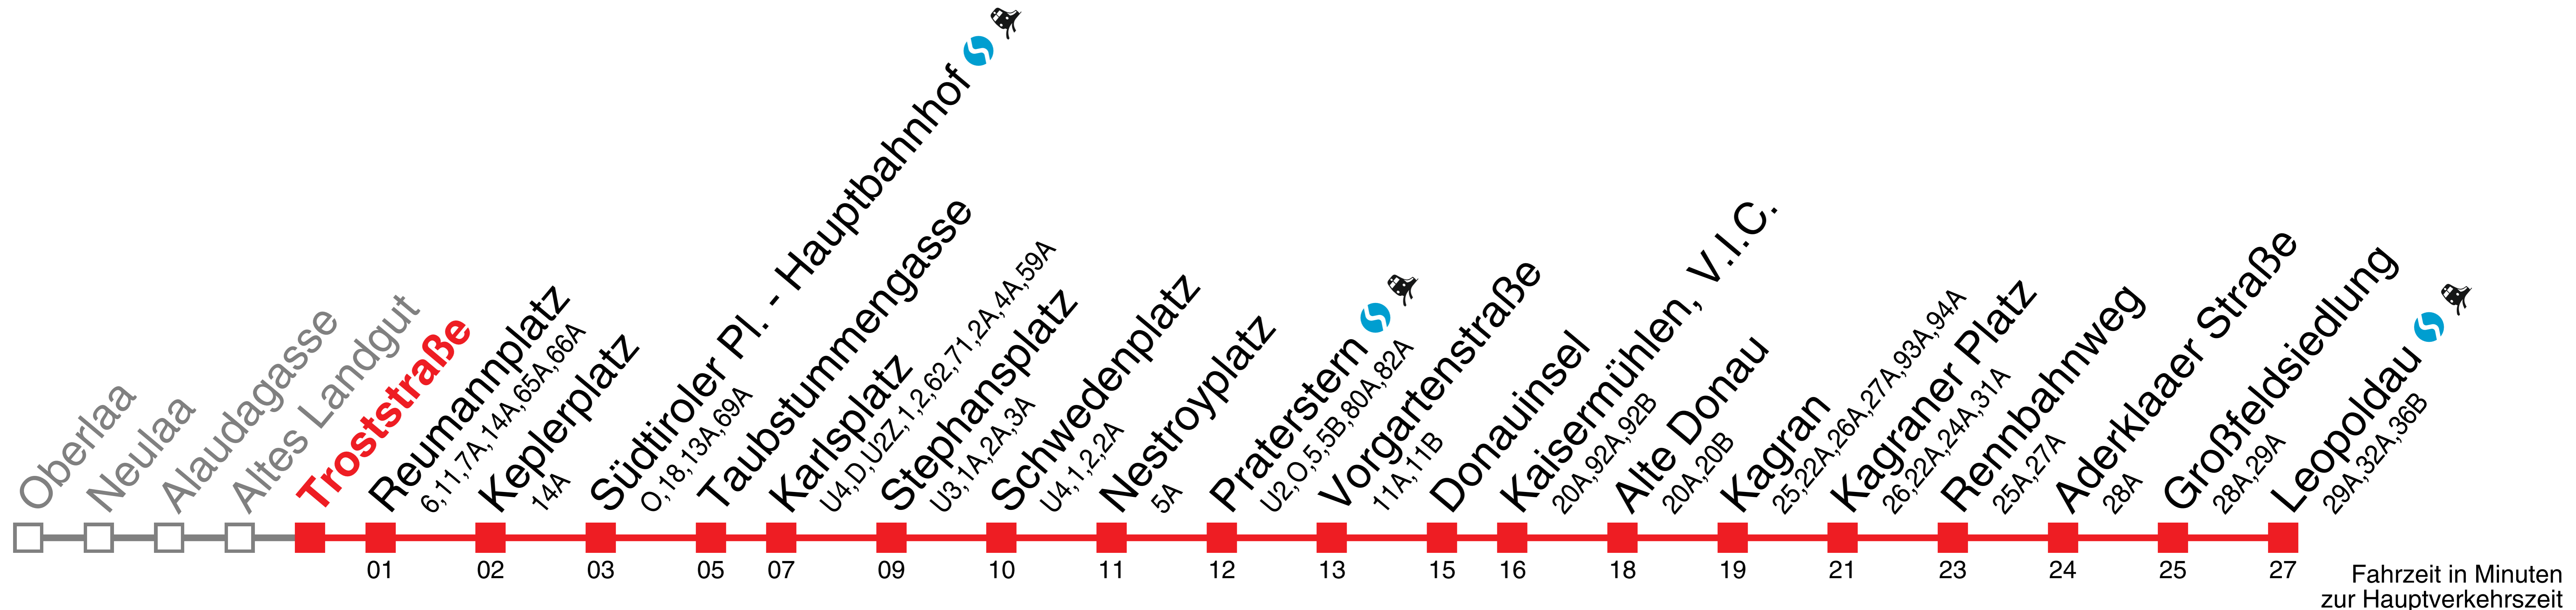 Oberlaa
Neulaa
Alaudagasse
Altes Landgut
Troststraße
Reumannplatz
6,11,7A,14A,65A,66A
Keplerplatz
14A
Südtiroler Pl. - Hauptbahnhof
O,18,13A,69A
Taubstummengasse
Karlsplatz
U4,D,U2Z,1,2,62,71,2A,4A,59A
Stephansplatz
U3,1A,2A,3A
Schwedenplatz
U4,1,2,2A
Nestroyplatz
5A
Praterstern
U2,O,5,5B,80A,82A
Vorgartenstraße
11A,11B
Donauinsel
Kaisermühlen, V.I.C.
20A,92A,92B
Alte Donau
20A,20B
Kagran
25,22A,26A,27A,93A,94A
Kagraner Platz
26,22A,24A,31A
Rennbahnweg
25A,27A
Aderklaaer Straße
28A
Großfeldsiedlung
28A,29A
Leopoldau
29A,32A,36B
01 02 03 05 07 09 10 11 12 13 15 16 18 19 21 23 24 25 27
Fahrzeit in Minuten
zur Hauptverkehrszeit